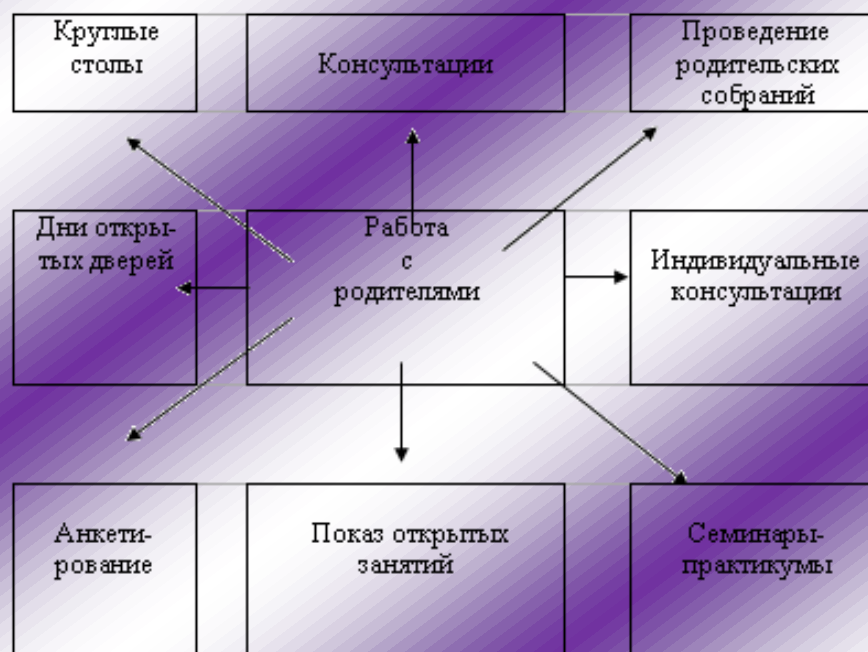 Круглые
столы
Консультации
Проведение
родительских
собраний
Дни откры-
тых дверей
Работа
с
родителями
Индивидуальные
консультации
Анкети-
рование
Показ открытых
занятий
Семинары-
практикумы